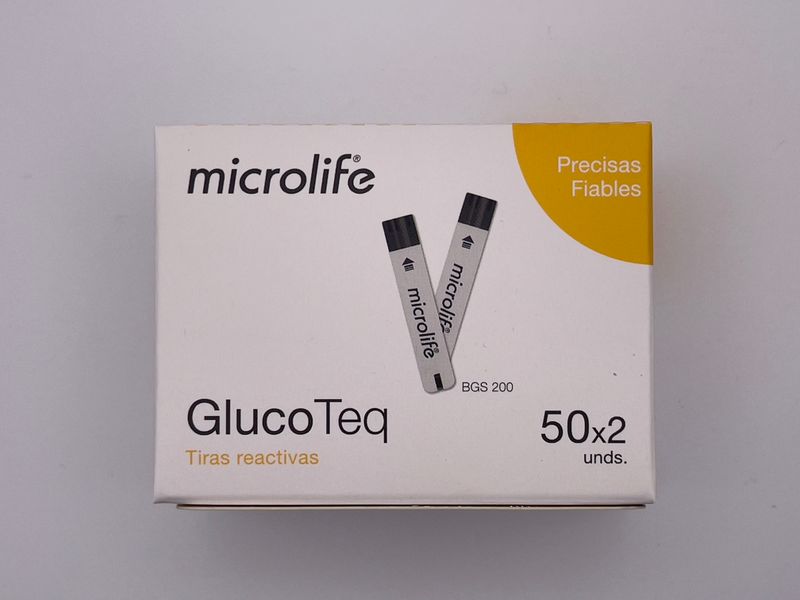 microlife®
Precisas
Fiables
microlife®
microlife®
BGS 200
GlucoTeq
Tiras reactivas
50x2
unds.